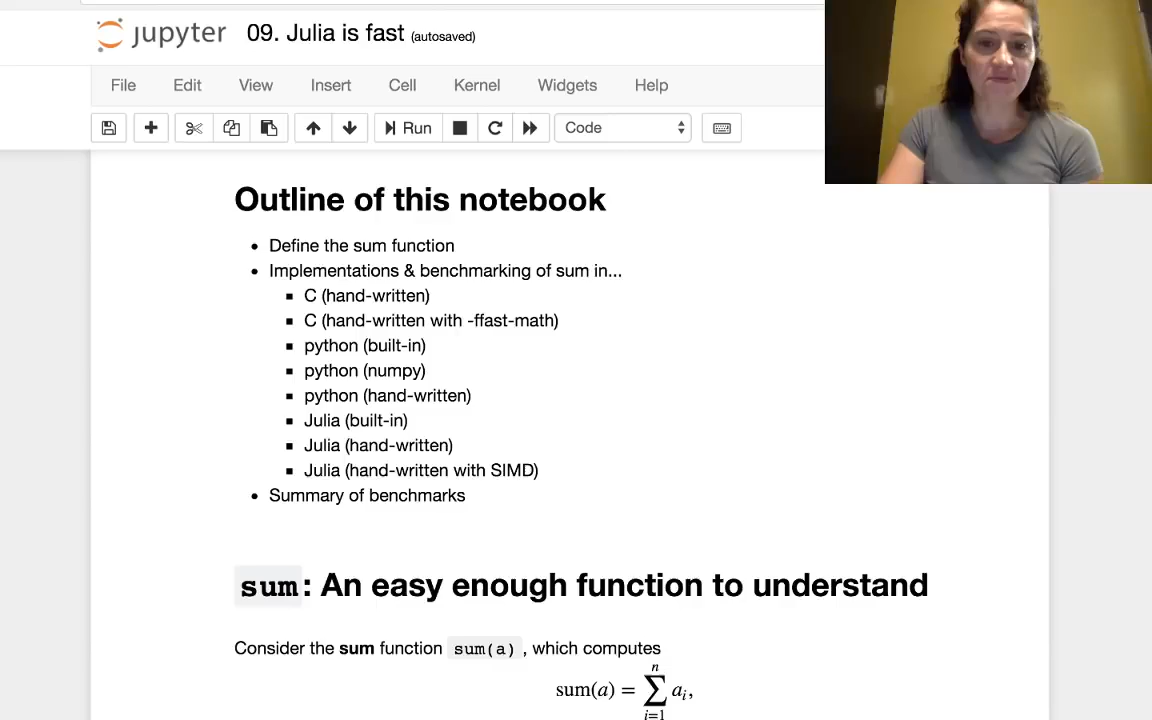 jupyter 09. Julia is fast (autosaved)
File Edit View Insert Cell Kernel Widgets Help
Run Code
Outline of this notebook
• Define the sum function
• Implementations & benchmarking of sum in...
▪ C (hand-written)
▪ C (hand-written with -ffast-math)
▪ python (built-in)
▪ python (numpy)
▪ python (hand-written)
▪ Julia (built-in)
▪ Julia (hand-written)
▪ Julia (hand-written with SIMD)
• Summary of benchmarks
sum: An easy enough function to understand
Consider the sum function sum(a), which computes
sum(a) = ∑ⁿᵢ₌₁ aᵢ,